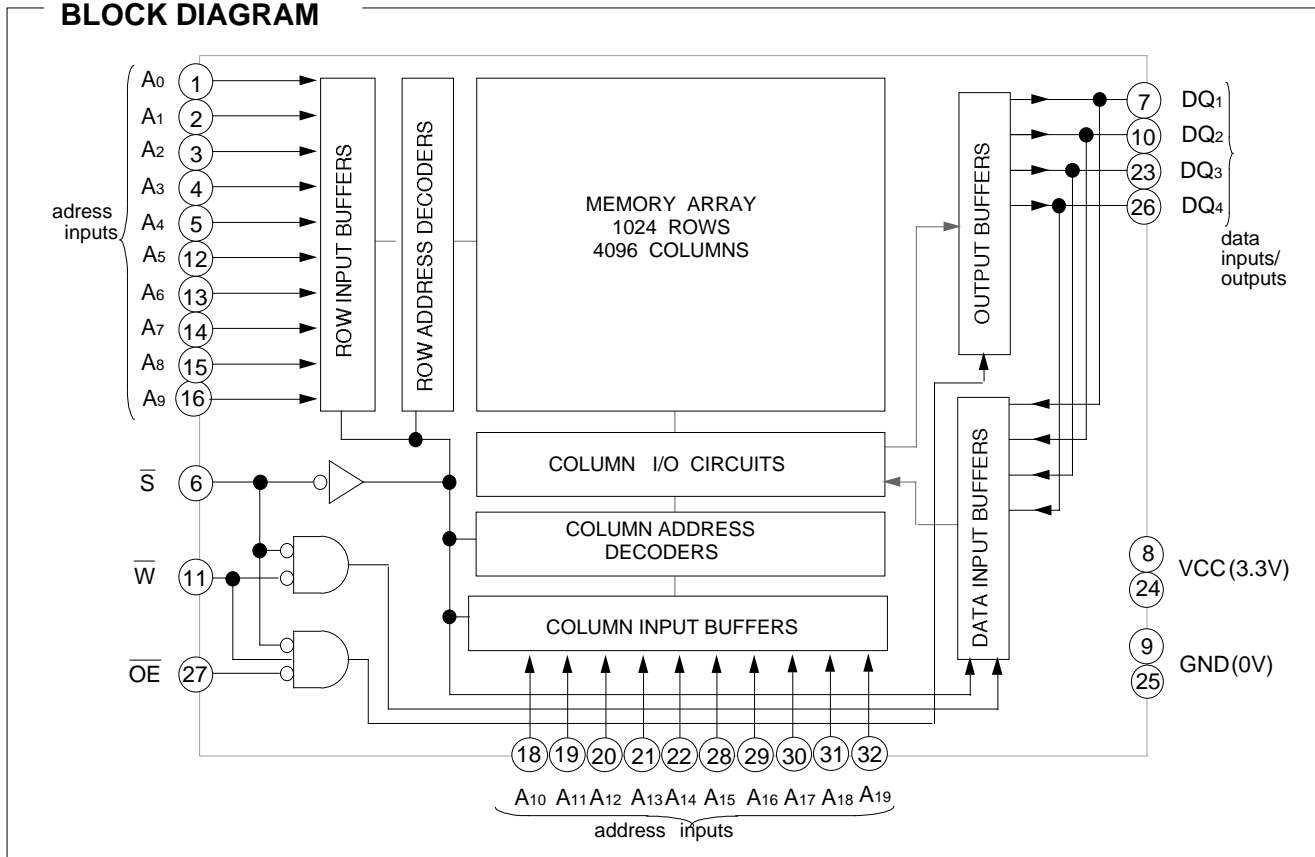 BLOCK DIAGRAM
A0 1
A1 2
A2 3
A3 4
A4 5
A5 12
A6 13
A7 14
A8 15
A9 16
adress
inputs
ROW INPUT BUFFERS
ROW ADDRESS DECODERS
MEMORY ARRAY
1024 ROWS
4096 COLUMNS
OUTPUT BUFFERS
7 DQ1
10 DQ2
23 DQ3
26 DQ4
data
inputs/
outputs
S 6
W 11
OE 27
COLUMN I/O CIRCUITS
COLUMN ADDRESS
DECODERS
COLUMN INPUT BUFFERS
DATA INPUT BUFFERS
8
24
VCC (3.3V)
9
25
GND (0V)
18 19 20 21 22 28 29 30 31 32
A10 A11 A12 A13 A14 A15 A16 A17 A18 A19
address inputs